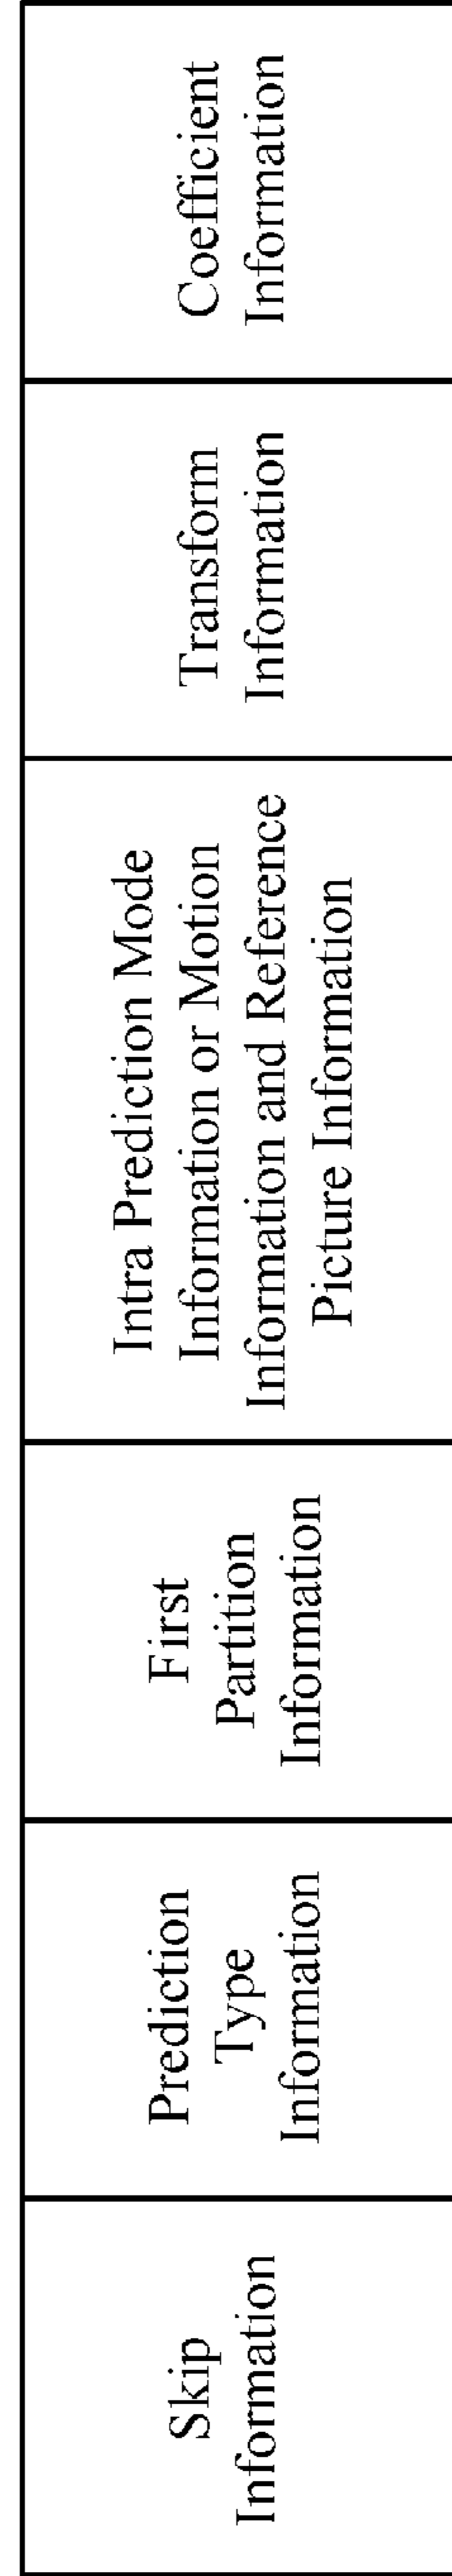 Skip
Information
Prediction
Type
Information
First
Partition
Information
Intra Prediction Mode
Information or Motion
Information and Reference
Picture Information
Transform
Information
Coefficient
Information